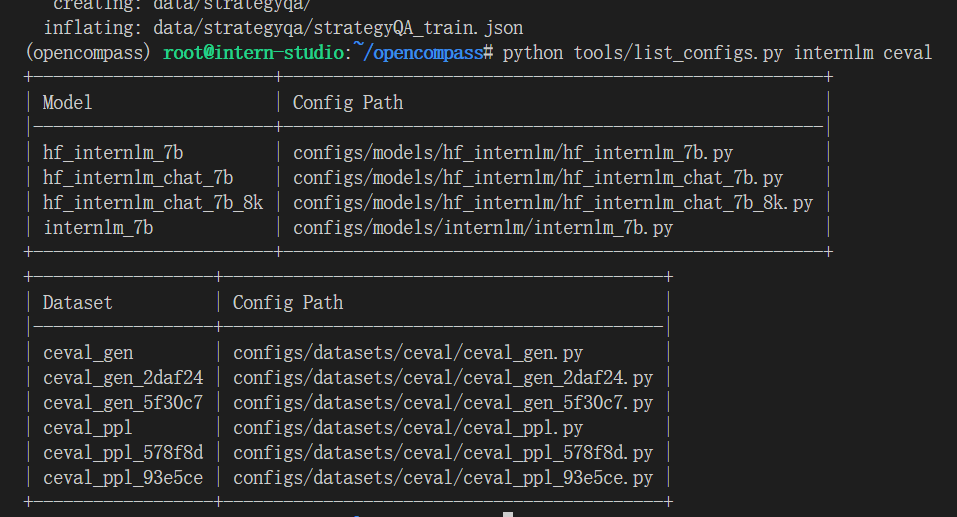 creating: data/strategyqa/
inflating: data/strategyqa/strategyQA_train.json
(opencompass) root@intern-studio:~/opencompass# python tools/list_configs.py internlm ceval
+------------------------+------------------------------------------------------+
| Model                  | Config Path                                          |
|------------------------+------------------------------------------------------|
| hf_internlm_7b         | configs/models/hf_internlm/hf_internlm_7b.py         |
| hf_internlm_chat_7b    | configs/models/hf_internlm/hf_internlm_chat_7b.py    |
| hf_internlm_chat_7b_8k | configs/models/hf_internlm/hf_internlm_chat_7b_8k.py |
| internlm_7b            | configs/models/internlm/internlm_7b.py               |
+------------------------+------------------------------------------------------+
+------------------+--------------------------------------------+
| Dataset          | Config Path                                |
|------------------+--------------------------------------------|
| ceval_gen        | configs/datasets/ceval/ceval_gen.py        |
| ceval_gen_2daf24 | configs/datasets/ceval/ceval_gen_2daf24.py |
| ceval_gen_5f30c7 | configs/datasets/ceval/ceval_gen_5f30c7.py |
| ceval_ppl        | configs/datasets/ceval/ceval_ppl.py        |
| ceval_ppl_578f8d | configs/datasets/ceval/ceval_ppl_578f8d.py |
| ceval_ppl_93e5ce | configs/datasets/ceval/ceval_ppl_93e5ce.py |
+------------------+--------------------------------------------+